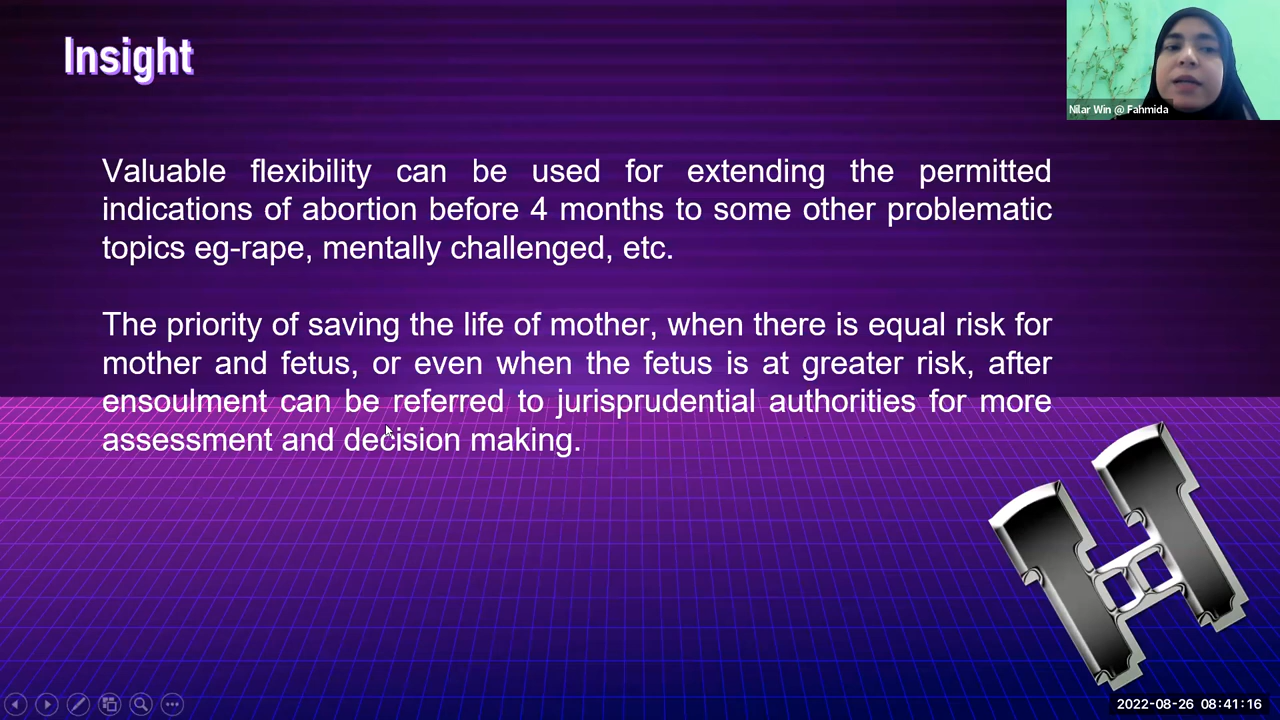 Insight
Nilar Win @ Fahmida
Valuable flexibility can be used for extending the permitted
indications of abortion before 4 months to some other problematic
topics eg-rape, mentally challenged, etc.
The priority of saving the life of mother, when there is equal risk for
mother and fetus, or even when the fetus is at greater risk, after
ensoulment can be referred to jurisprudential authorities for more
assessment and decision making.
2022-08-26 08:41:16